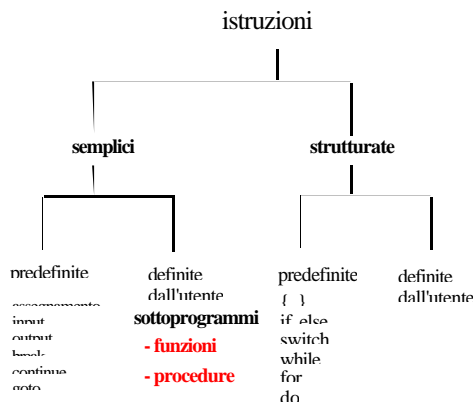 istruzioni
semplici
strutturate
predefinite
assegnamento
input
output
break
continue
goto
definite
dall'utente
sottoprogrammi
- funzioni
- procedure
predefinite
{ }
if else
switch
while
for
do
definite
dall'utente